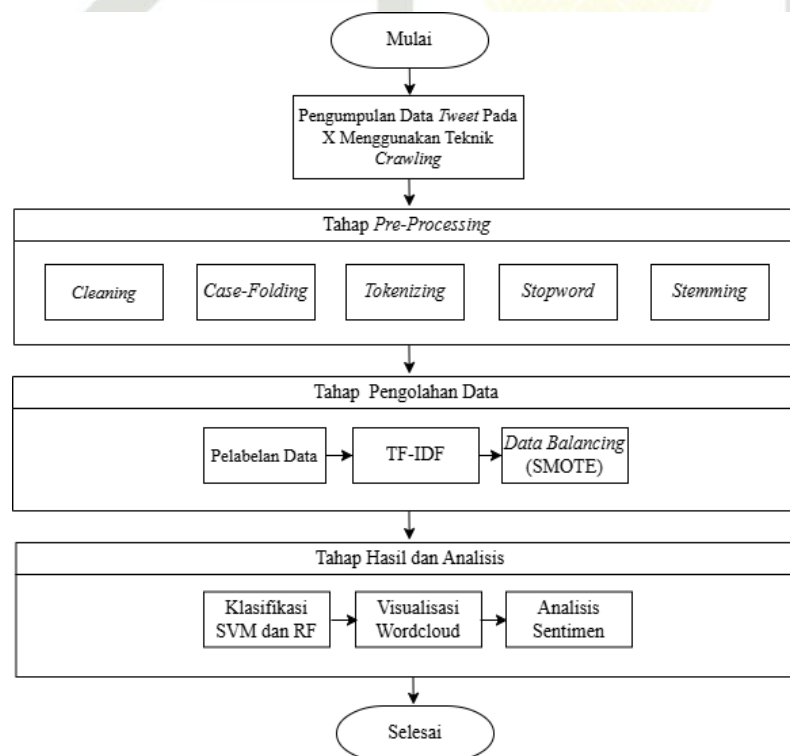 Mulai
Pengumpulan Data Tweet Pada
X Menggunakan Teknik
Crawling
Tahap Pre-Processing
Cleaning
Case-Folding
Tokenizing
Stopword
Stemming
Tahap Pengolahan Data
Pelabelan Data
TF-IDF
Data Balancing
(SMOTE)
Tahap Hasil dan Analisis
Klasifikasi
SVM dan RF
Visualisasi
Wordcloud
Analisis
Sentimen
Selesai